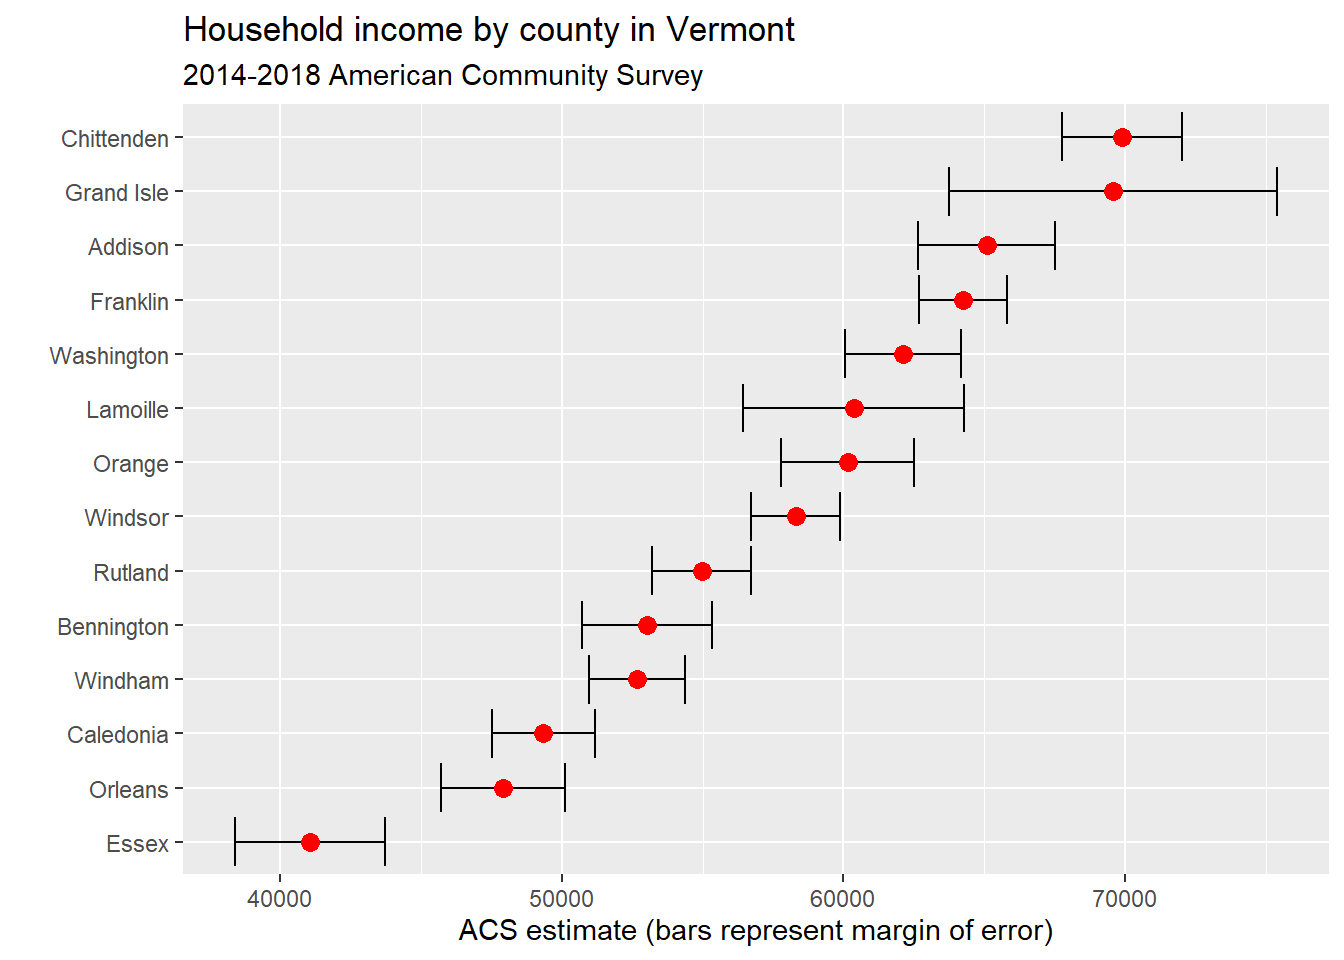 Household income by county in Vermont
2014-2018 American Community Survey
Chittenden
Grand Isle
Addison
Franklin
Washington
Lamoille
Orange
Windsor
Rutland
Bennington
Windham
Caledonia
Orleans
Essex
40000 50000 60000 70000
ACS estimate (bars represent margin of error)